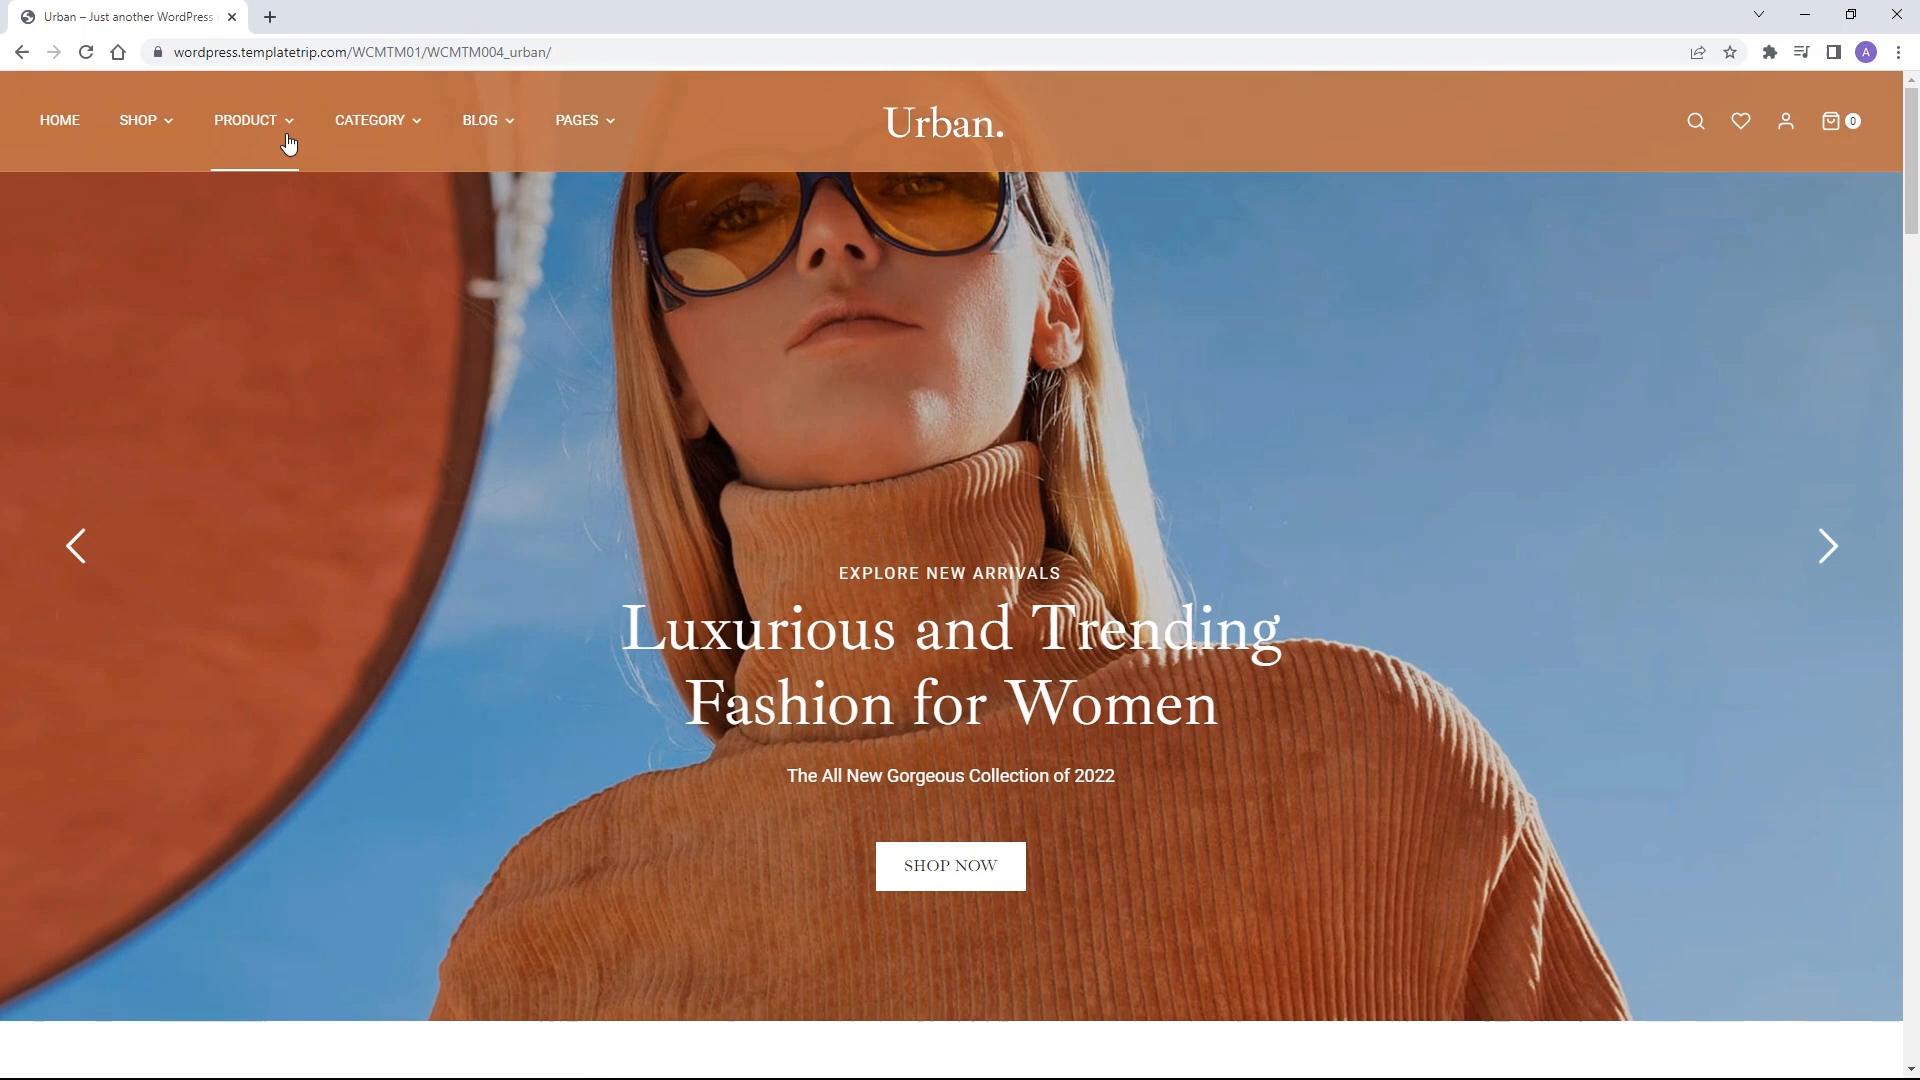 Urban – Just another WordPress
wordpress.templatetrip.com/WCMTM01/WCMTM004_urban/
A
HOME
SHOP
PRODUCT
CATEGORY
BLOG
PAGES
Urban.
0
EXPLORE NEW ARRIVALS
Luxurious and Trending
Fashion for Women
The All New Gorgeous Collection of 2022
SHOP NOW